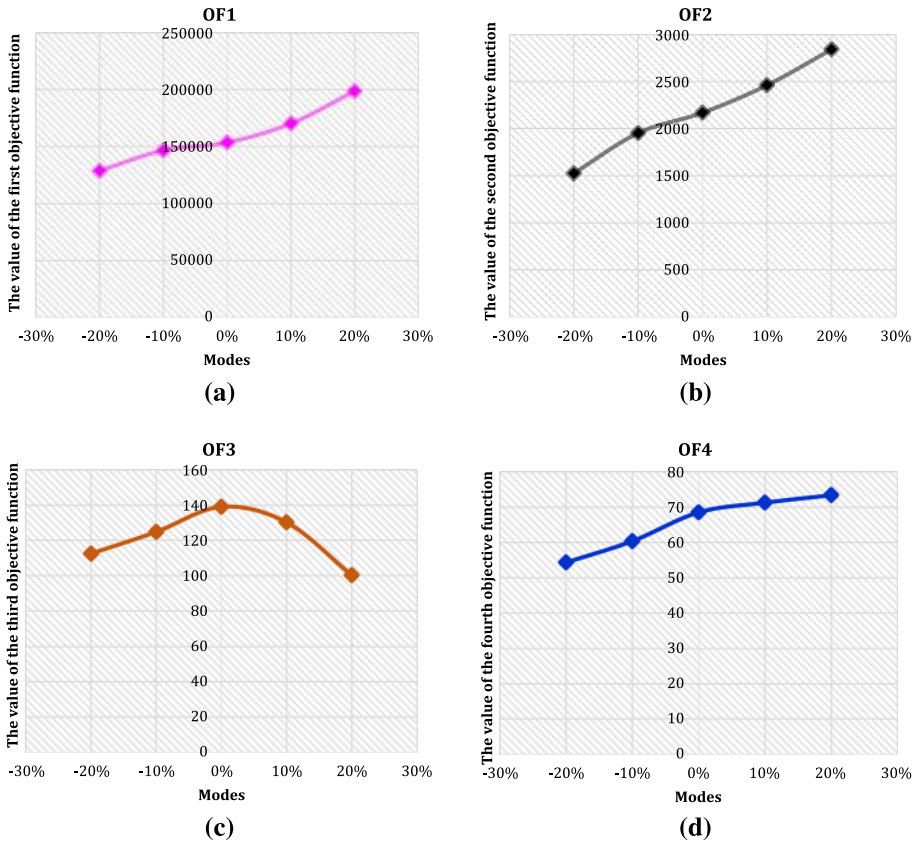 OF1
The value of the first objective function
250000
200000
150000
100000
50000
0
-30% -20% -10% 0% 10% 20% 30%
Modes
(a)
OF2
The value of the second objective function
3000
2500
2000
1500
1000
500
0
-30% -20% -10% 0% 10% 20% 30%
Modes
(b)
OF3
The value of the third objective function
160
140
120
100
80
60
40
20
0
-30% -20% -10% 0% 10% 20% 30%
Modes
(c)
OF4
The value of the fourth objective function
80
70
60
50
40
30
20
10
0
-30% -20% -10% 0% 10% 20% 30%
Modes
(d)